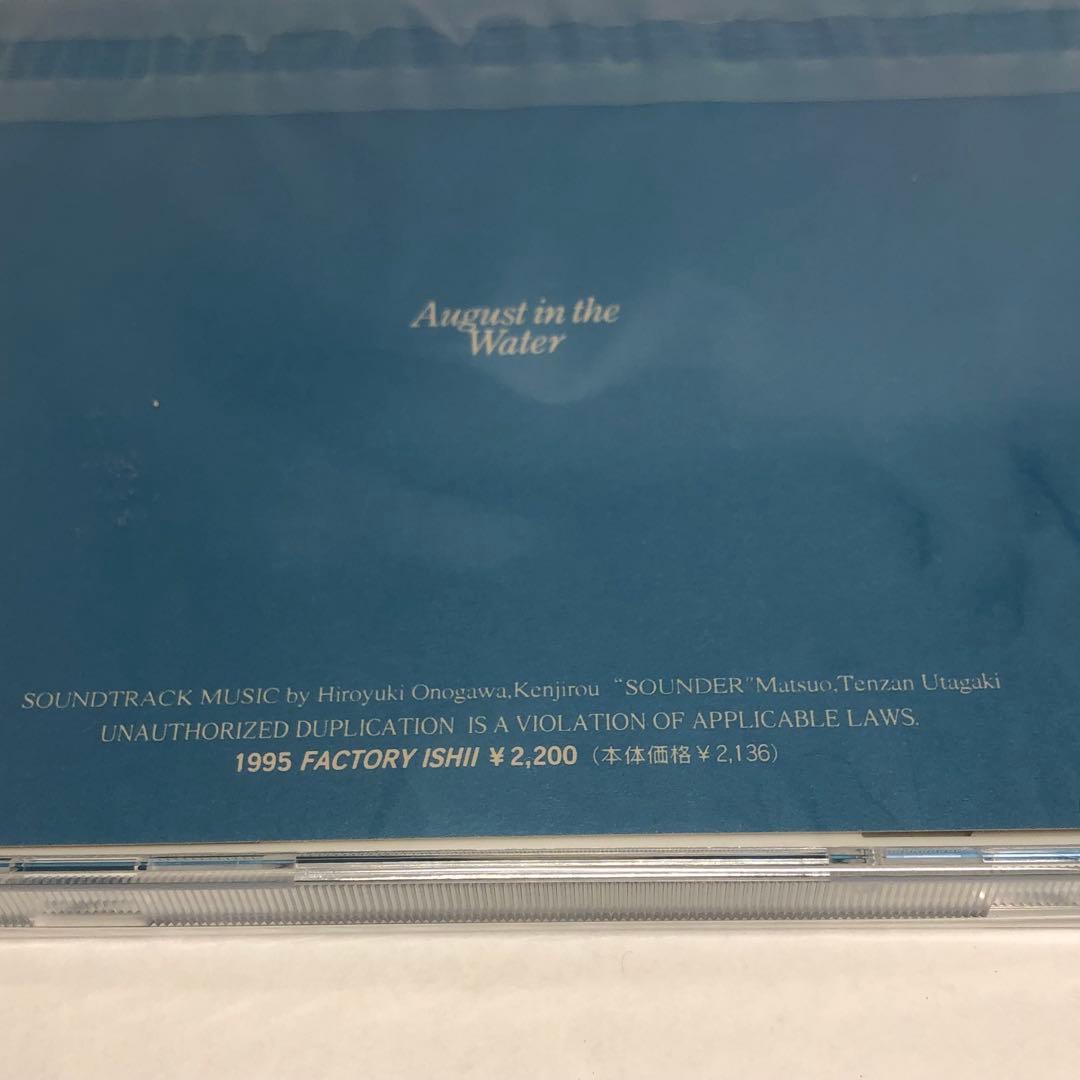 August in the
Water
SOUNDTRACK MUSIC by Hiroyuki Onogawa,Kenjirou “SOUNDER”Matsuo,Tenzan Utagaki
UNAUTHORIZED DUPLICATION IS A VIOLATION OF APPLICABLE LAWS.
1995 FACTORY ISHII ¥2,200（本体価格¥2,136）